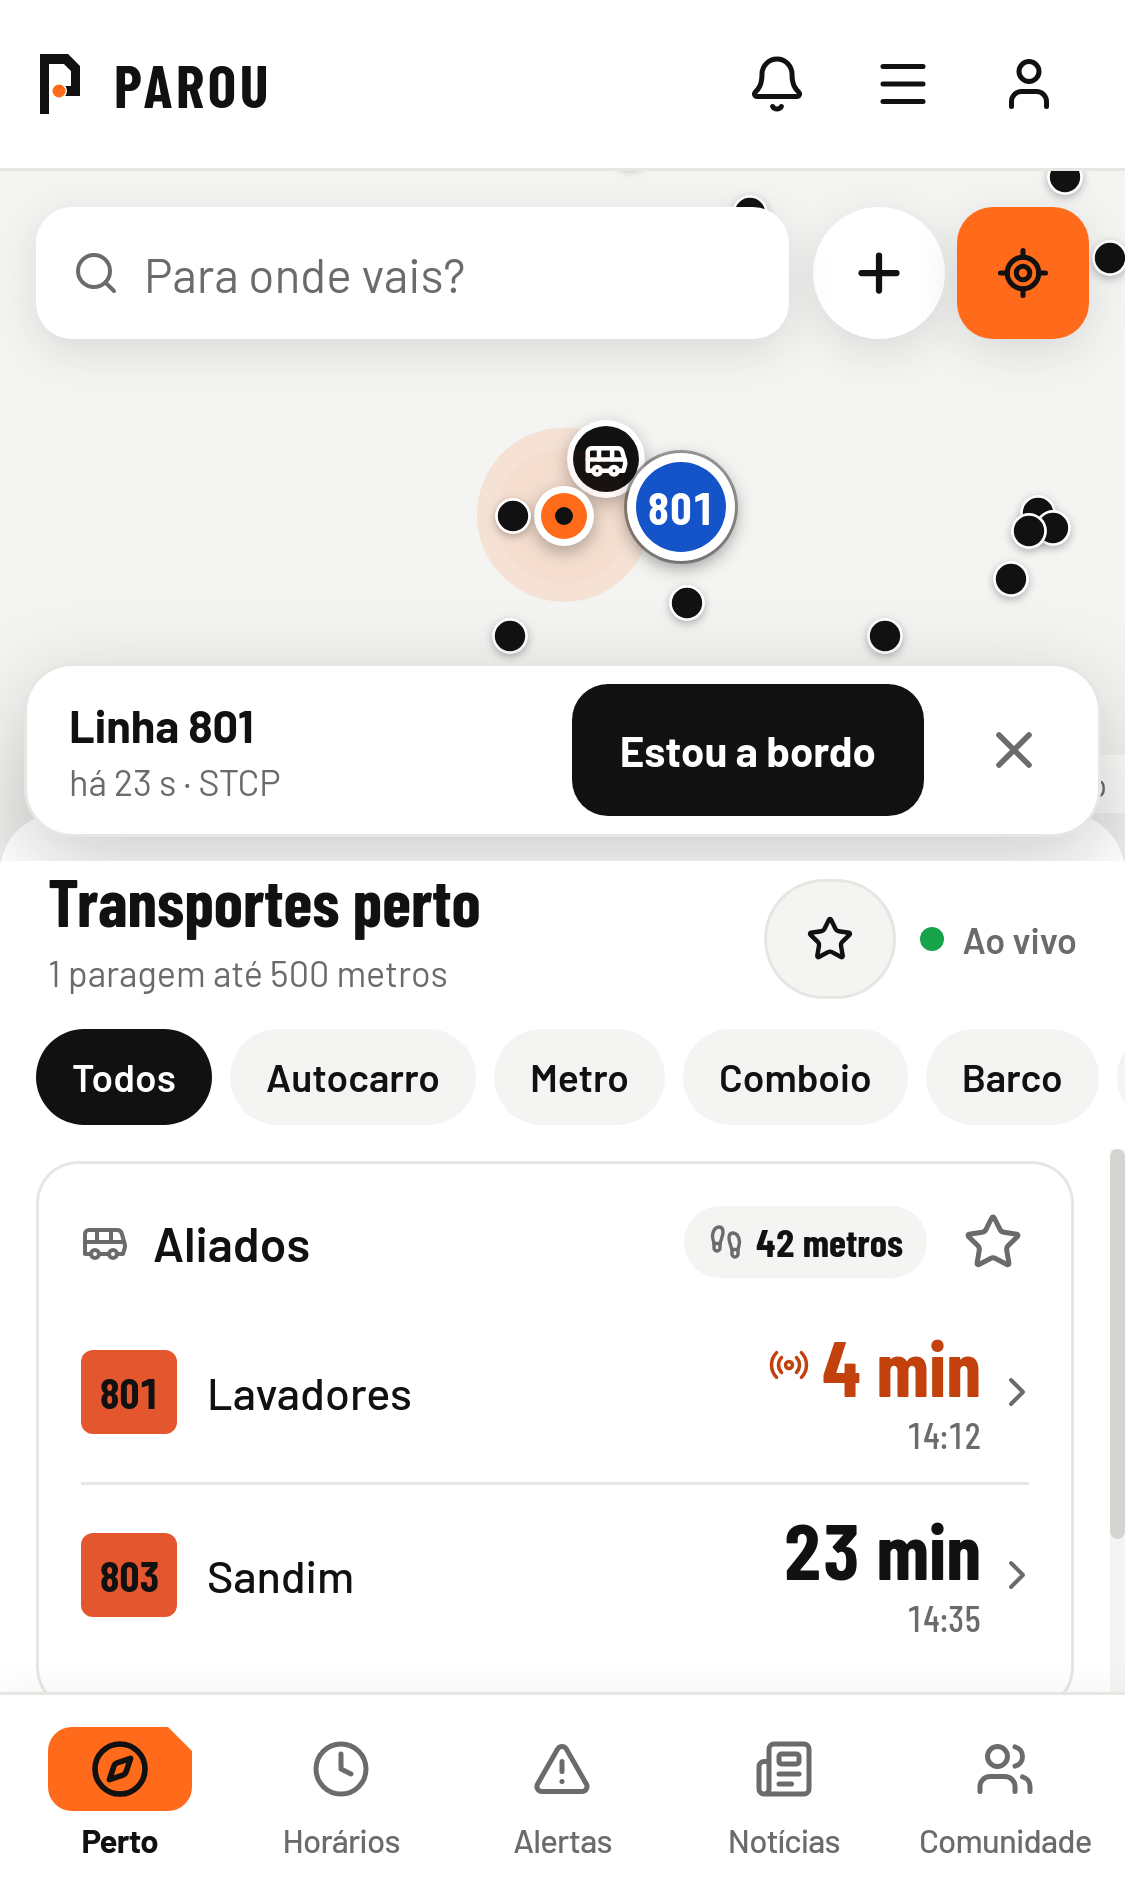 PAROU
Para onde vais?
801
Linha 801
há 23 s · STCP
Estou a bordo
Transportes perto
1 paragem até 500 metros
Ao vivo
Todos
Autocarro
Metro
Comboio
Barco
Aliados
42 metros
801
Lavadores
4 min
14:12
803
Sandim
23 min
14:35
Perto
Horários
Alertas
Notícias
Comunidade